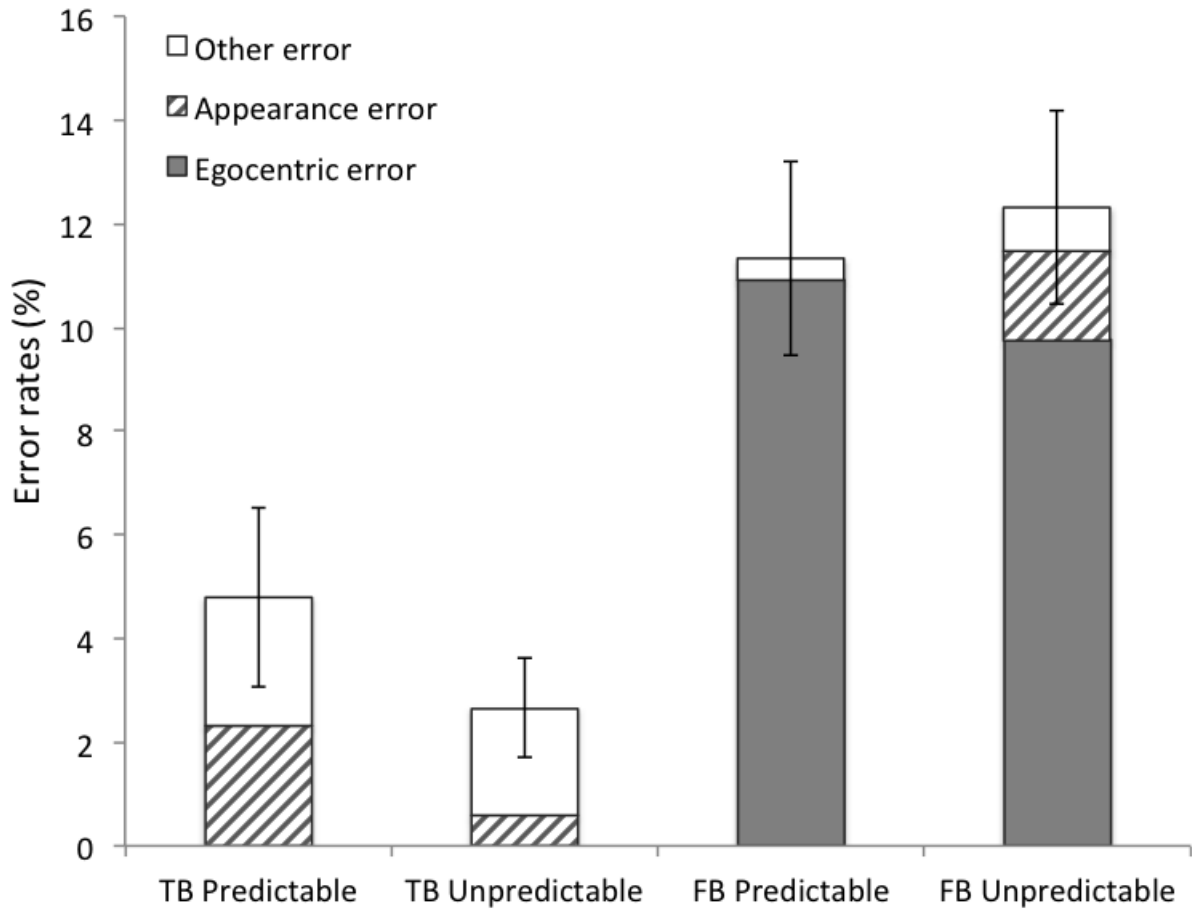 16
14
12
10
8
6
4
2
0
Error rates (%)
Other error
Appearance error
Egocentric error
TB Predictable
TB Unpredictable
FB Predictable
FB Unpredictable